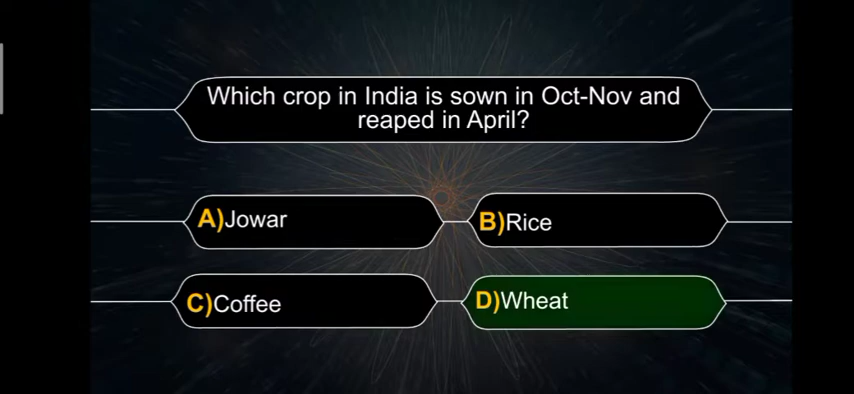 Which crop in India is sown in Oct-Nov and
reaped in April?
A)Jowar
B)Rice
C)Coffee
D)Wheat